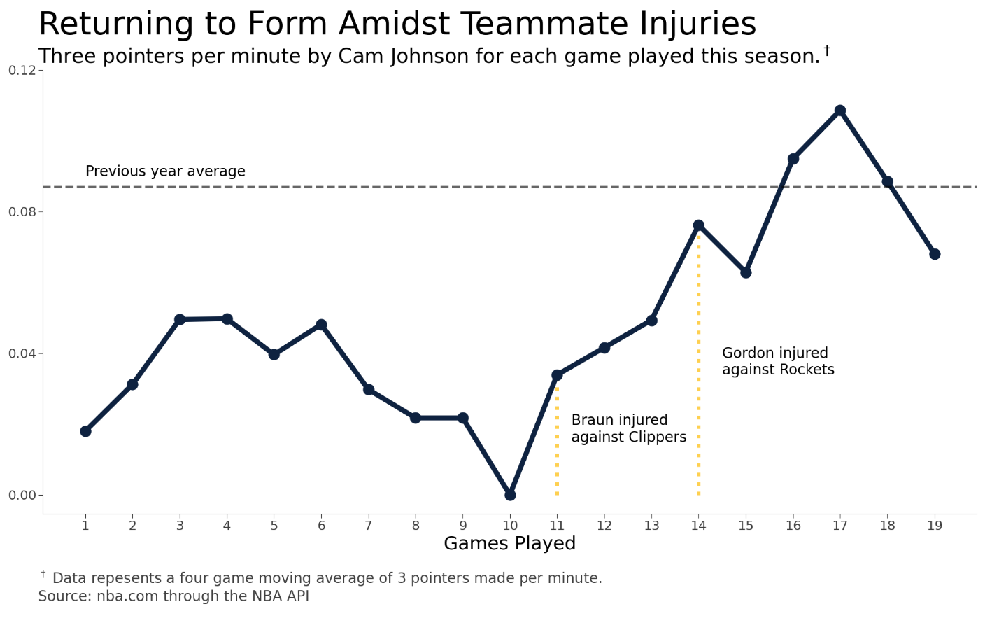 Returning to Form Amidst Teammate Injuries
Three pointers per minute by Cam Johnson for each game played this season.†
0.12
Previous year average
0.08
0.04
Gordon injured
against Rockets
Braun injured
against Clippers
0.00
1 2 3 4 5 6 7 8 9 10 11 12 13 14 15 16 17 18 19
Games Played
† Data repesents a four game moving average of 3 pointers made per minute.
Source: nba.com through the NBA API